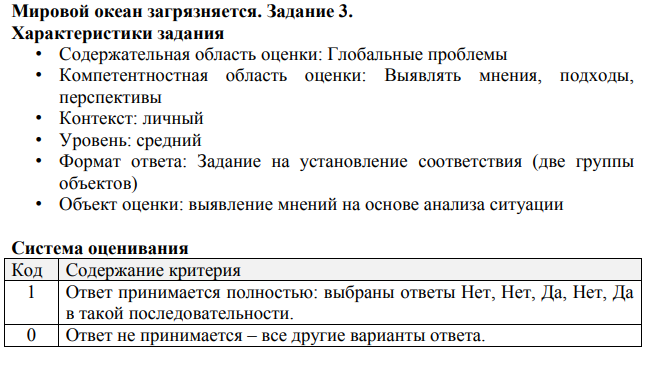 Мировой океан загрязняется. Задание 3.
Характеристики задания
• Содержательная область оценки: Глобальные проблемы
• Компетентностная область оценки: Выявлять мнения, подходы,
перспективы
• Контекст: личный
• Уровень: средний
• Формат ответа: Задание на установление соответствия (две группы
объектов)
• Объект оценки: выявление мнений на основе анализа ситуации
Система оценивания
Код Содержание критерия
1 Ответ принимается полностью: выбраны ответы Нет, Нет, Да, Нет, Да
в такой последовательности.
0 Ответ не принимается – все другие варианты ответа.